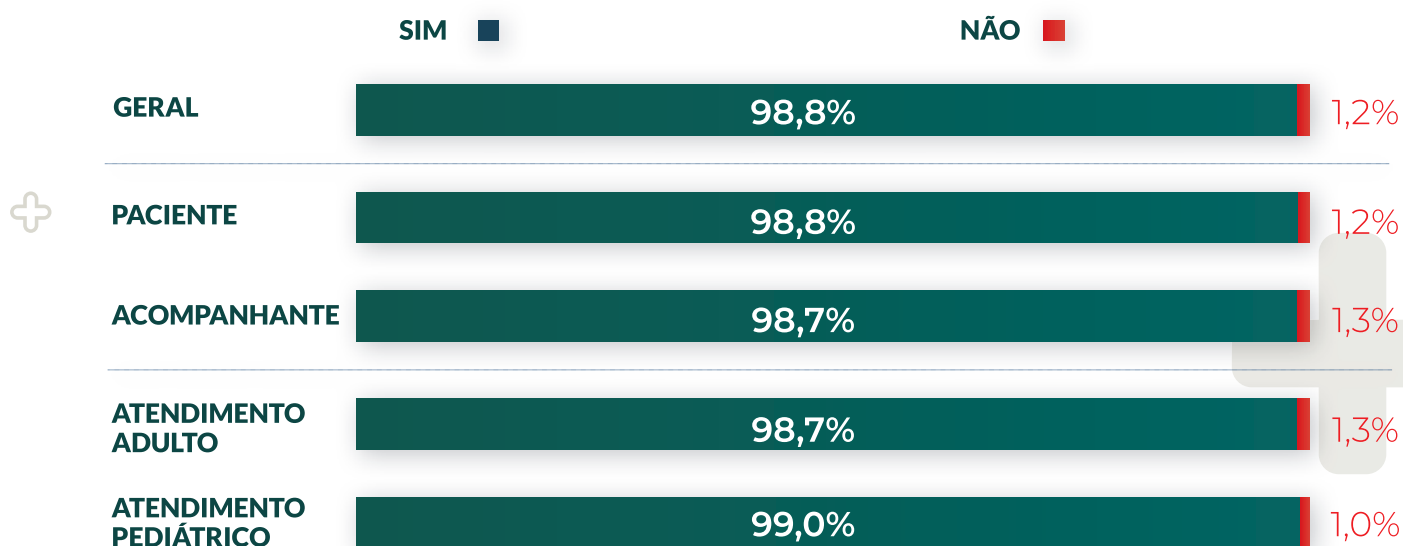 SIM NÃO
GERAL 98,8% 1,2%
PACIENTE 98,8% 1,2%
ACOMPANHANTE 98,7% 1,3%
ATENDIMENTO
ADULTO 98,7% 1,3%
ATENDIMENTO
PEDIÁTRICO 99,0% 1,0%